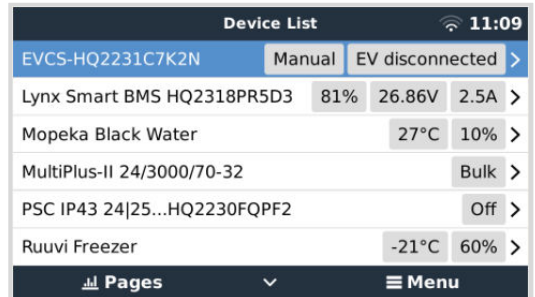 Device List 11:09
EVCS-HQ2231C7K2N Manual EV disconnected >
Lynx Smart BMS HQ2318PR5D3 81% 26.86V 2.5A >
Mopeka Black Water 27°C 10% >
MultiPlus-II 24/3000/70-32 Bulk >
PSC IP43 24|25...HQ2230FQPF2 Off >
Ruuvi Freezer -21°C 60% >
Pages Menu